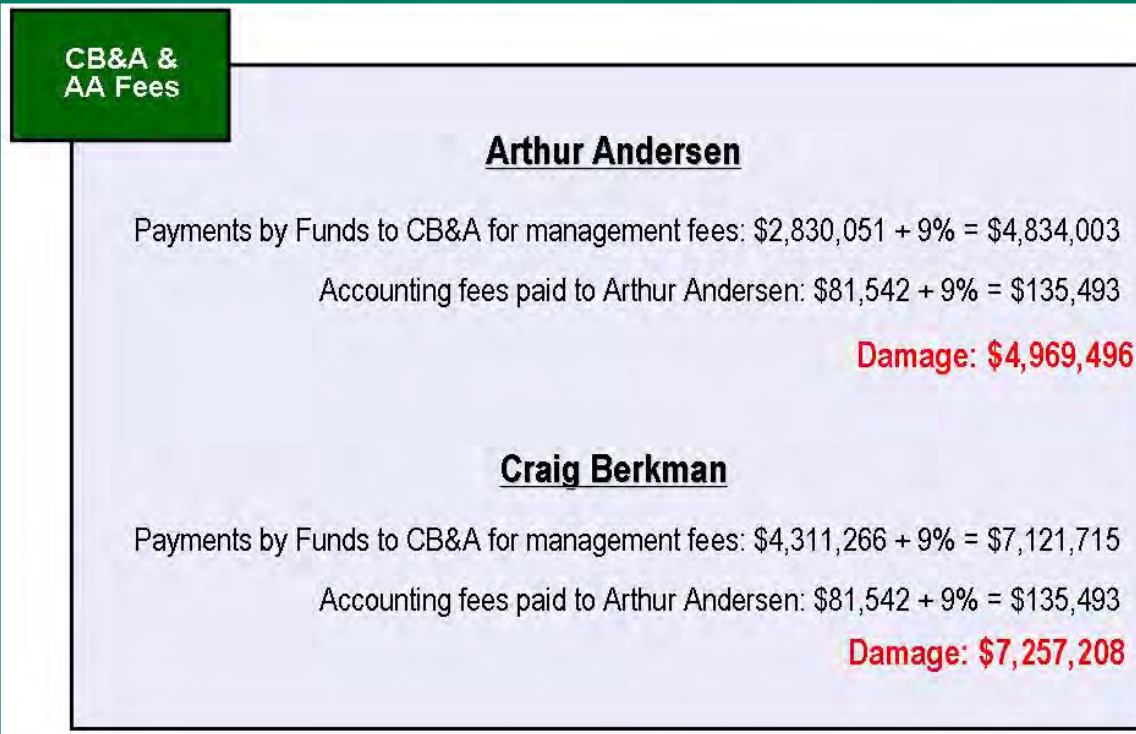 CB&A &
AA Fees
Arthur Andersen
Payments by Funds to CB&A for management fees: $2,830,051 + 9% = $4,834,003
Accounting fees paid to Arthur Andersen: $81,542 + 9% = $135,493
Damage: $4,969,496
Craig Berkman
Payments by Funds to CB&A for management fees: $4,311,266 + 9% = $7,121,715
Accounting fees paid to Arthur Andersen: $81,542 + 9% = $135,493
Damage: $7,257,208